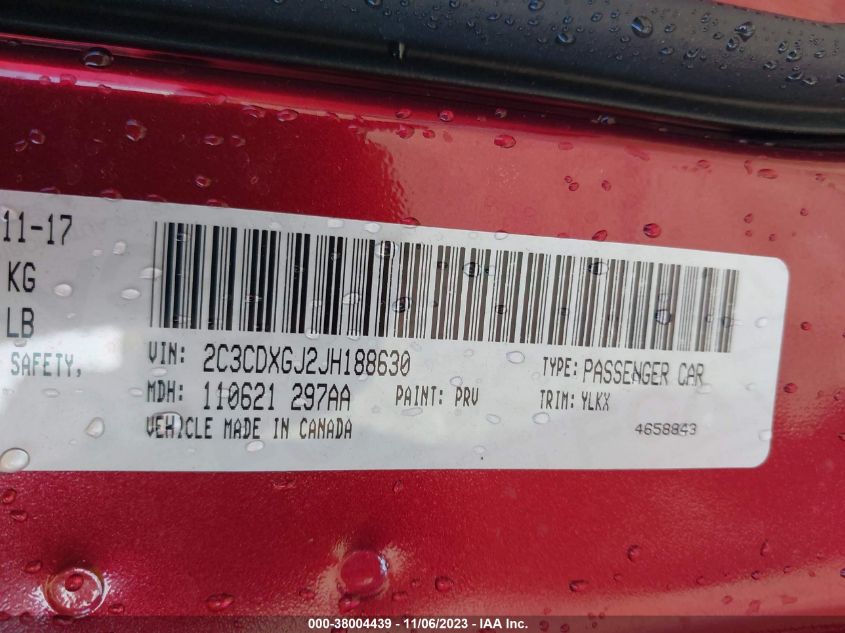 11-17
KG
LB
SAFETY,
VIN: 2C3CDXGJ2JH188630
TYPE: PASSENGER CAR
MDH: 110621 297AA
PAINT: PRV
TRIM: YLKX
VEHICLE MADE IN CANADA
4658843
000-38004439 - 11/06/2023 - IAA Inc.